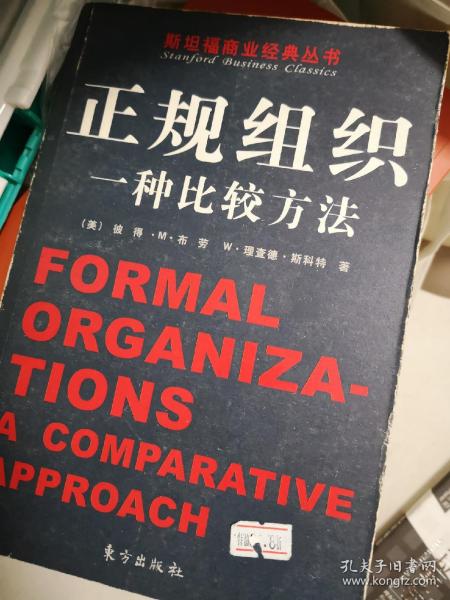 斯坦福商业经典丛书
Stanford Business Classics
正规组织
一种比较方法
(美) 彼得·M·布劳 W·理查德·斯科特 著
FORMAL
ORGANIZA-
TIONS
A COMPARATIVE
APPROACH
东方出版社
孔夫子旧书网
kongfz.com